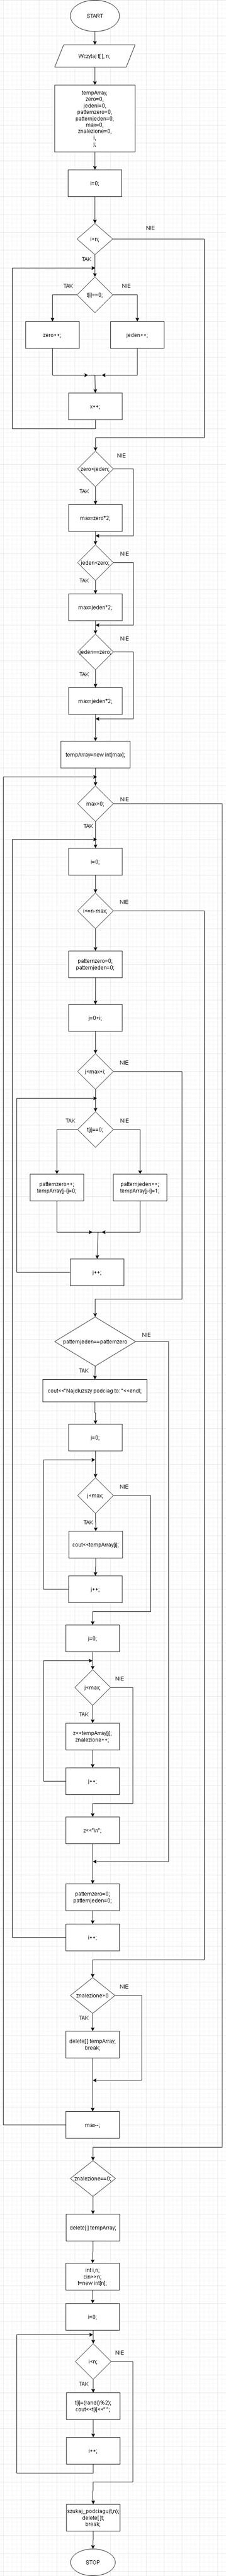 START
Wczytaj t[ ], n;
tempArray,
zero=0,
jeden=0,
patternzero=0,
patternjeden=0,
max=0,
znalezione=0,
i,
j;
i=0;
i<n;
NIE
TAK
t[i]==0;
TAK
NIE
zero++;
jeden++;
x++;
NIE
TAK
max=zero*2;
jeden<zero;
NIE
TAK
max=jeden*2;
jeden==zero;
NIE
TAK
max=jeden*2;
tempArray=new int[max];
max>0;
NIE
TAK
i=0;
i<=n-max;
NIE
TAK
patternzero=0;
patternjeden=0;
j=0+i;
j<max+i;
NIE
TAK
t[j]==0;
TAK
NIE
patternzero++;
tempArray[j-i]=0;
patternjeden++;
tempArray[j-i]=1;
j++;
patternjeden==patternzero
NIE
TAK
cout<<"Najdluzszy podciag to: "<<endl;
j=0;
j<max;
NIE
TAK
cout<<tempArray[j];
j++;
j=0;
j<max;
NIE
TAK
z<<tempArray[j];
znalezione++;
j++;
z<<"\n";
patternzero=0,
patternjeden=0;
i++;
NIE
TAK
delete[ ] tempArray,
break;
max--;
znalezione==0;
delete[ ] tempArray;
int i,n;
cin>>n;
t=new int[n];
i=0;
i<n;
NIE
TAK
t[i]=(rand()%2);
cout<<t[i]<<" ";
i++;
szukaj_podciagu(t,n);
delete[ ]t,
break;
STOP